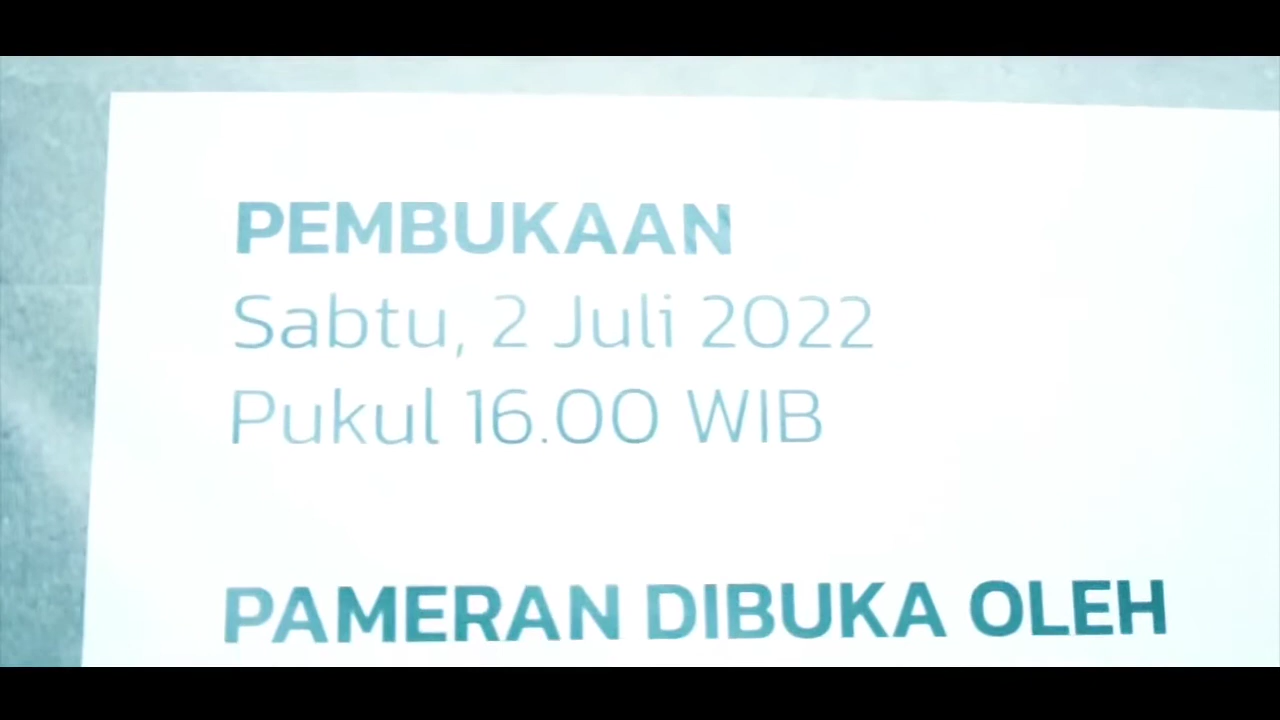 PEMBUKAAN
Sabtu, 2 Juli 2022
Pukul 16.00 WIB
PAMERAN DIBUKA OLEH